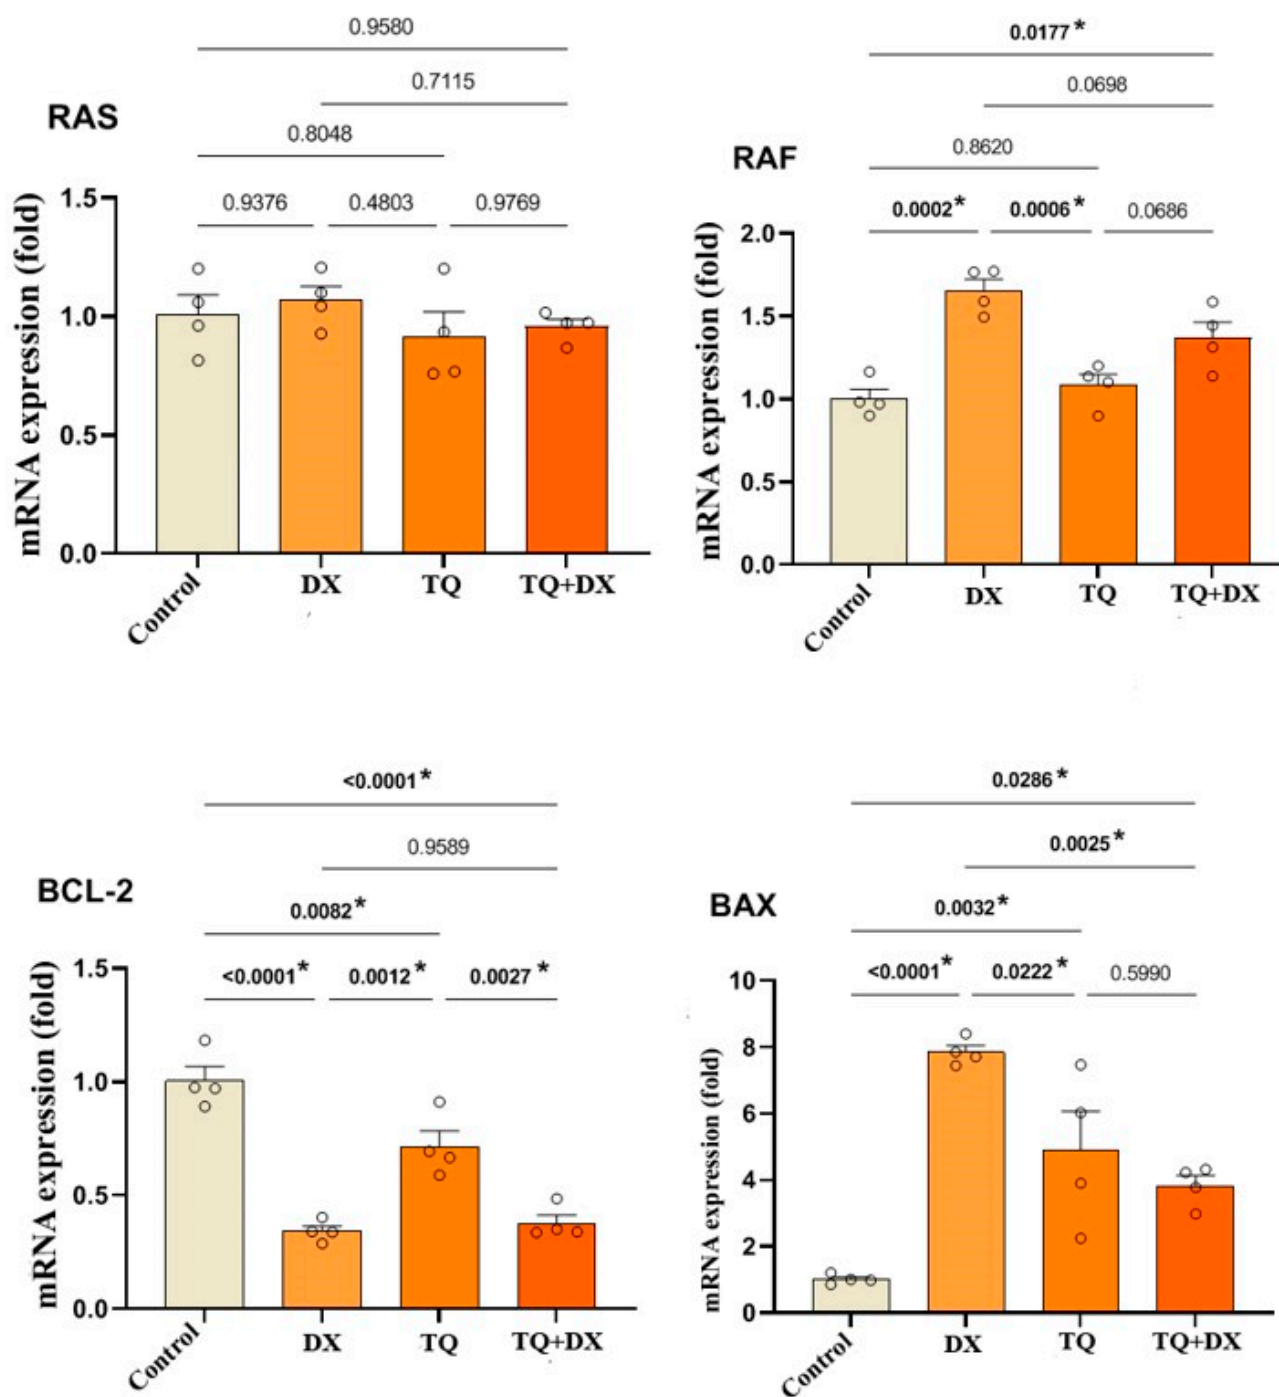 0.9580
0.7115
RAS
0.8048
0.9376 0.4803 0.9769
mRNA expression (fold)
1.5
1.0
0.5
0.0
Control DX TQ TQ+DX
0.0177*
0.0698
RAF
0.8620
0.0002* 0.0006* 0.0686
mRNA expression (fold)
2.0
1.5
1.0
0.5
0.0
Control DX TQ TQ+DX
<0.0001*
0.9589
BCL-2
0.0082*
<0.0001* 0.0012* 0.0027*
mRNA expression (fold)
1.5
1.0
0.5
0.0
Control DX TQ TQ+DX
0.0286*
0.0025*
BAX
0.0032*
<0.0001* 0.0222* 0.5990
mRNA expression (fold)
10
8
6
4
2
0
Control DX TQ TQ+DX